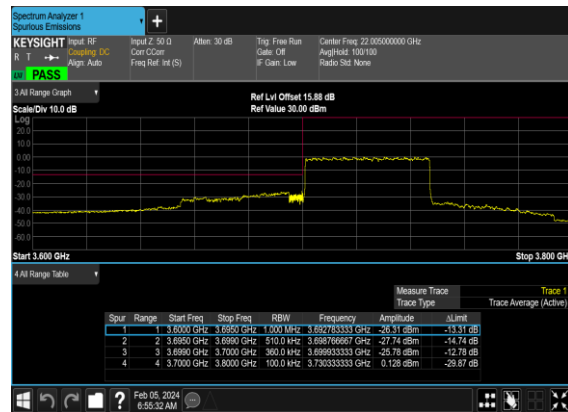 Spectrum Analyzer 1
Spurious Emissions
KEYSIGHT Input: RF Input Z: 50 Ω Atten: 30 dB Trig: Free Run Center Freq: 22.005000000 GHz
R T Coupling: DC Corr CCorr Gate: Off Avg|Hold: 100/100
Align: Auto Freq Ref: Int (S) IF Gain: Low Radio Std: None
PASS
3 All Range Graph
Ref Lvl Offset 15.88 dB
Scale/Div 10.0 dB Ref Value 30.00 dBm
Log
20.0
10.0
0.00
-10.0
-20.0
-30.0
-40.0
-50.0
-60.0
Start 3.600 GHz Stop 3.800 GH
4 All Range Table
Measure Trace Trace 1
Trace Type Trace Average (Active)
Spur Range Start Freq Stop Freq RBW Frequency Amplitude ΔLimit
1 1 3.6000 GHz 3.6950 GHz 1.000 MHz 3.692783333 GHz -26.31 dBm -13.31 dB
2 2 3.6950 GHz 3.6990 GHz 510.0 kHz 3.698766667 GHz -27.74 dBm -14.74 dB
3 3 3.6990 GHz 3.7000 GHz 360.0 kHz 3.699933333 GHz -25.78 dBm -12.78 dB
4 4 3.7000 GHz 3.8000 GHz 100.0 kHz 3.730333333 GHz 0.128 dBm -29.87 dB
? Feb 05, 2024
6:55:32 AM